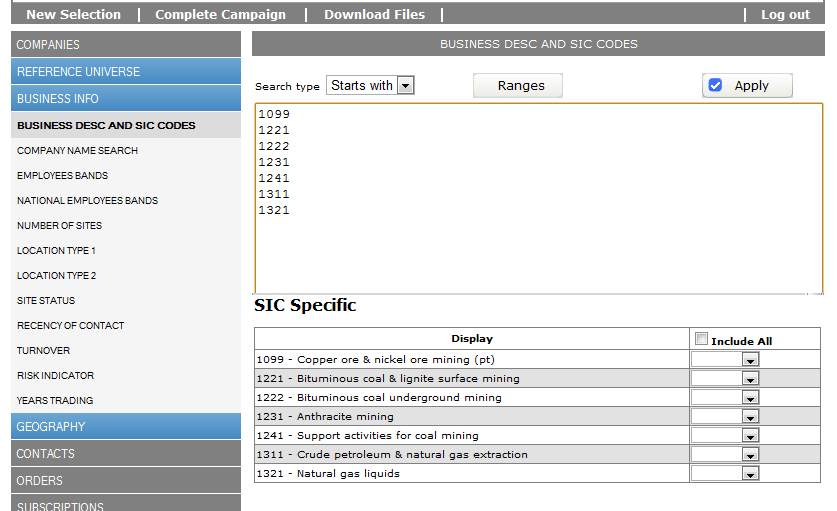 New Selection | Complete Campaign | Download Files | | Log out
COMPANIES
REFERENCE UNIVERSE
BUSINESS INFO
BUSINESS DESC AND SIC CODES
COMPANY NAME SEARCH
EMPLOYEES BANDS
NATIONAL EMPLOYEES BANDS
NUMBER OF SITES
LOCATION TYPE 1
LOCATION TYPE 2
SITE STATUS
RECENCY OF CONTACT
TURNOVER
RISK INDICATOR
YEARS TRADING
GEOGRAPHY
CONTACTS
ORDERS
SUBSCRIPTIONS
BUSINESS DESC AND SIC CODES
Search type Starts with Ranges Apply
1099
1221
1222
1231
1241
1311
1321
SIC Specific
Display Include All
1099 - Copper ore & nickel ore mining (pt)
1221 - Bituminous coal & lignite surface mining
1222 - Bituminous coal underground mining
1231 - Anthracite mining
1241 - Support activities for coal mining
1311 - Crude petroleum & natural gas extraction
1321 - Natural gas liquids